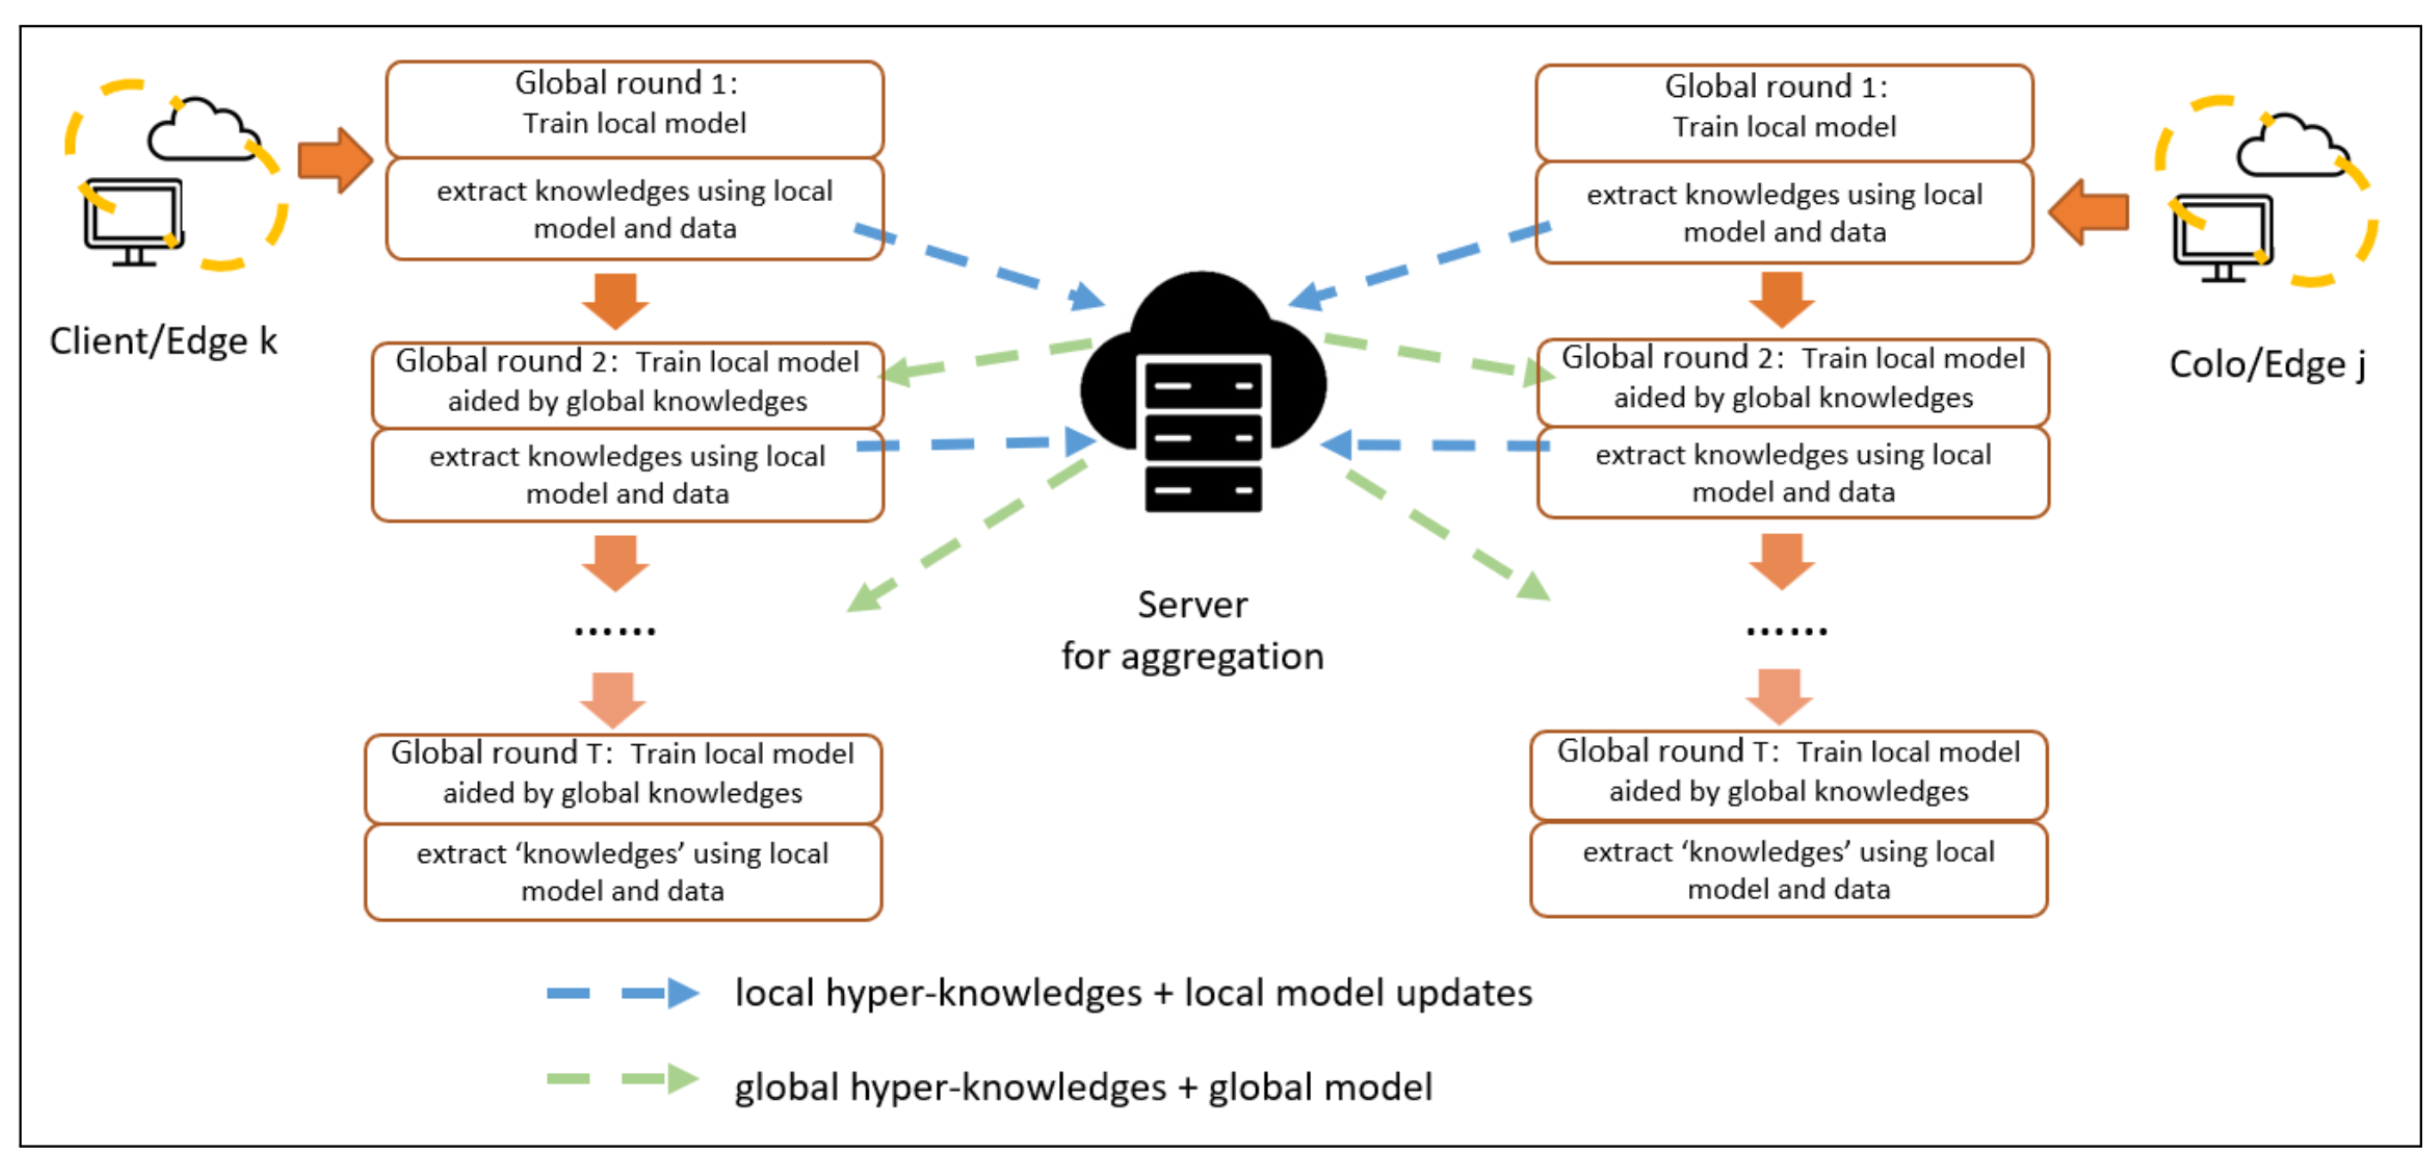 Global round 1:
Train local model
extract knowledges using local
model and data
Client/Edge k
Global round 2: Train local model
aided by global knowledges
extract knowledges using local
model and data
......
Global round T: Train local model
aided by global knowledges
extract ‘knowledges’ using local
model and data
Server
for aggregation
Global round 1:
Train local model
extract knowledges using local
model and data
Colo/Edge j
Global round 2: Train local model
aided by global knowledges
extract knowledges using local
model and data
......
Global round T: Train local model
aided by global knowledges
extract ‘knowledges’ using local
model and data
local hyper-knowledges + local model updates
global hyper-knowledges + global model